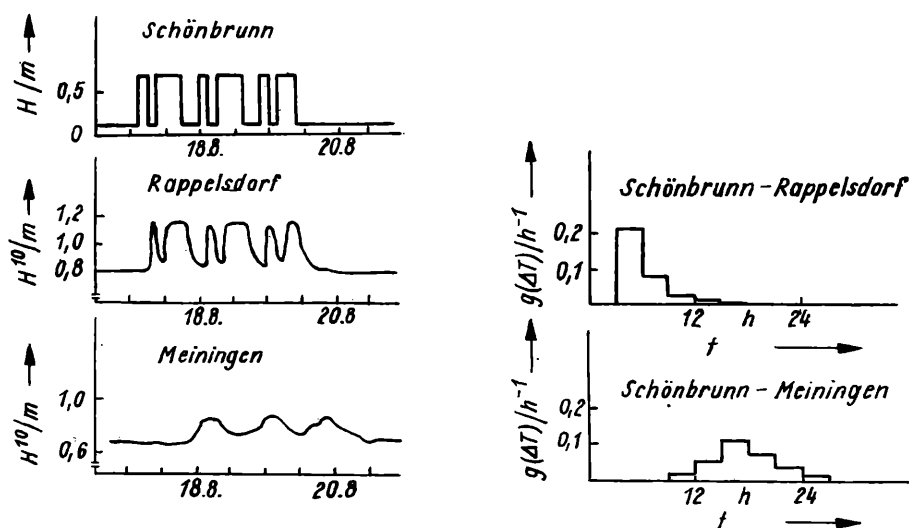 Schönbrunn
H/m
0,5
0
18.8.
20.8
Rappelsdorf
H¹⁰/m
1,2
1,0
0,8
18.8.
20.8
Meiningen
H¹⁰/m
1,0
0,6
18.8.
20.8
Schönbrunn-Rappelsdorf
g(ΔT)/h⁻¹
0,2
0,1
12 h 24
t
Schönbrunn-Meiningen
g(ΔT)/h⁻¹
0,2
0,1
12 h 24
t